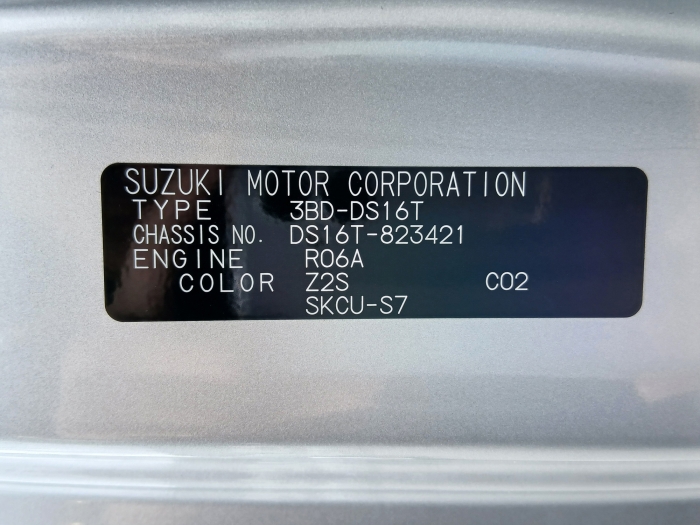 SUZUKI MOTOR CORPORATION
TYPE 3BD-DS16T
CHASSIS NO. DS16T-823421
ENGINE R06A
COLOR Z2S C02
SKCU-S7